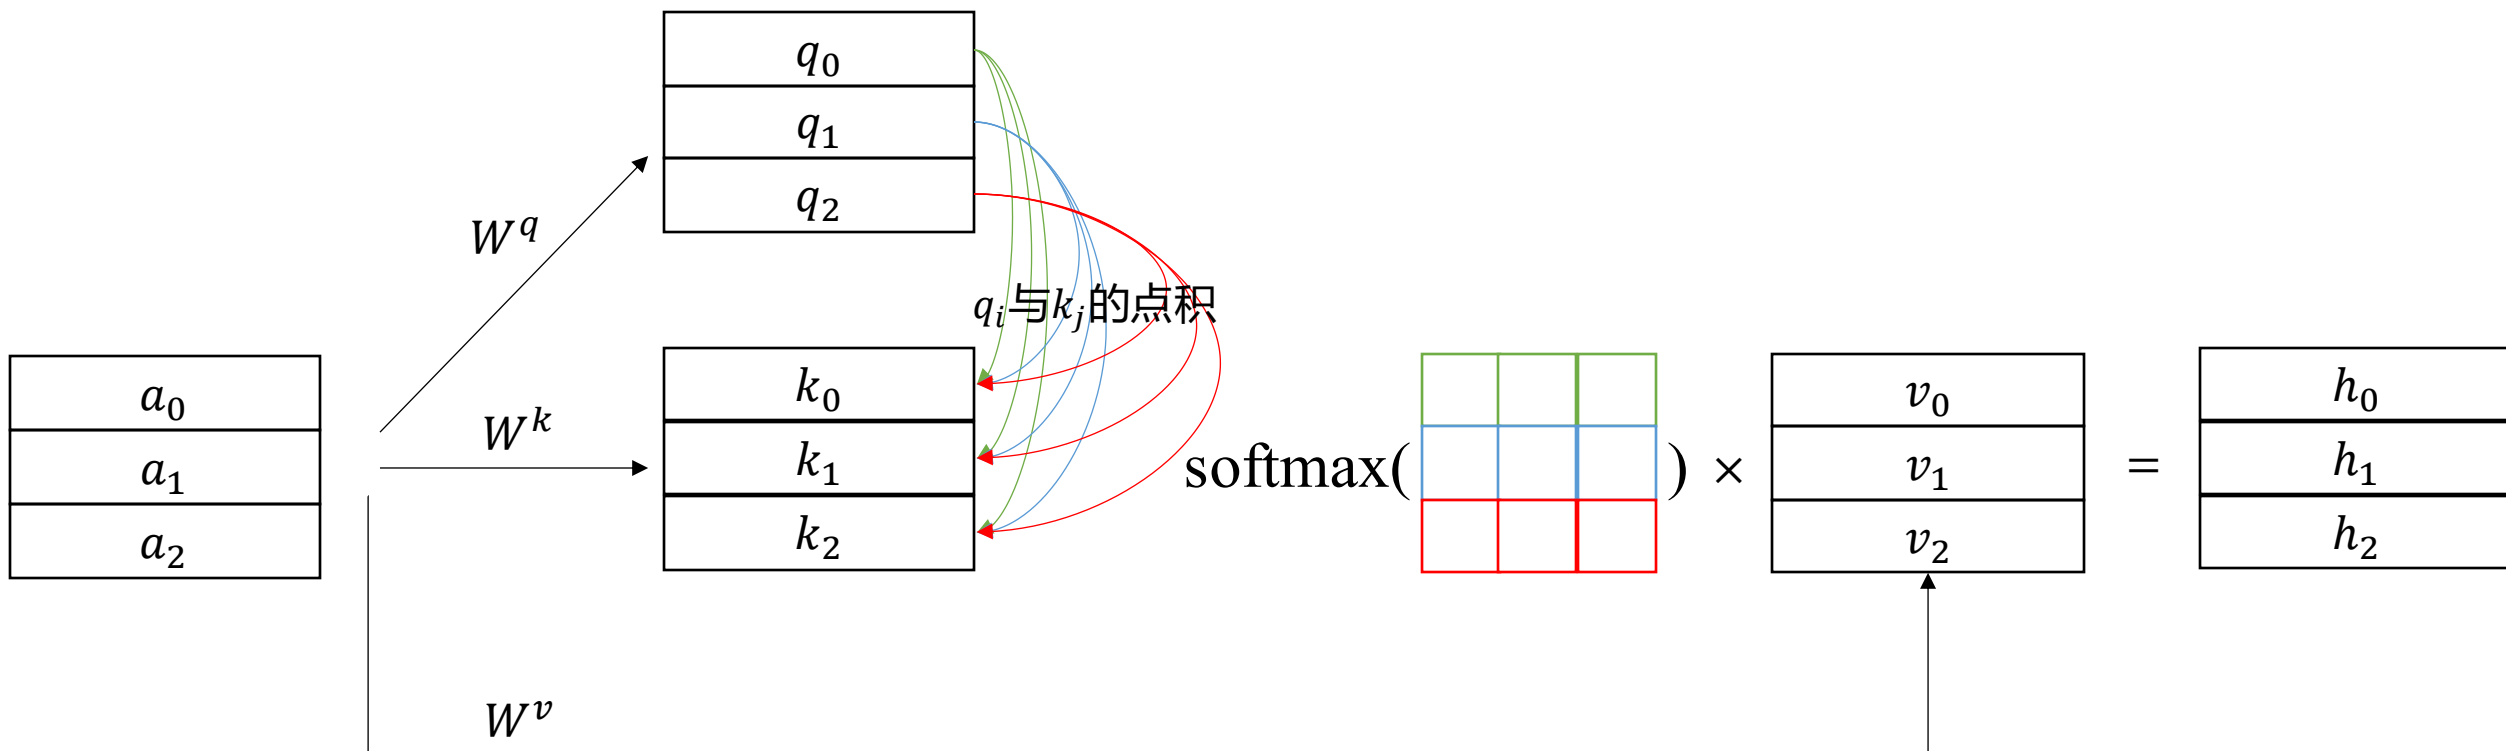 q₀
q₁
q₂
W^q
qᵢ与kⱼ的点积
a₀
a₁
a₂
W^k
k₀
k₁
k₂
softmax( ) ×
v₀
v₁
v₂
=
h₀
h₁
h₂
W^v